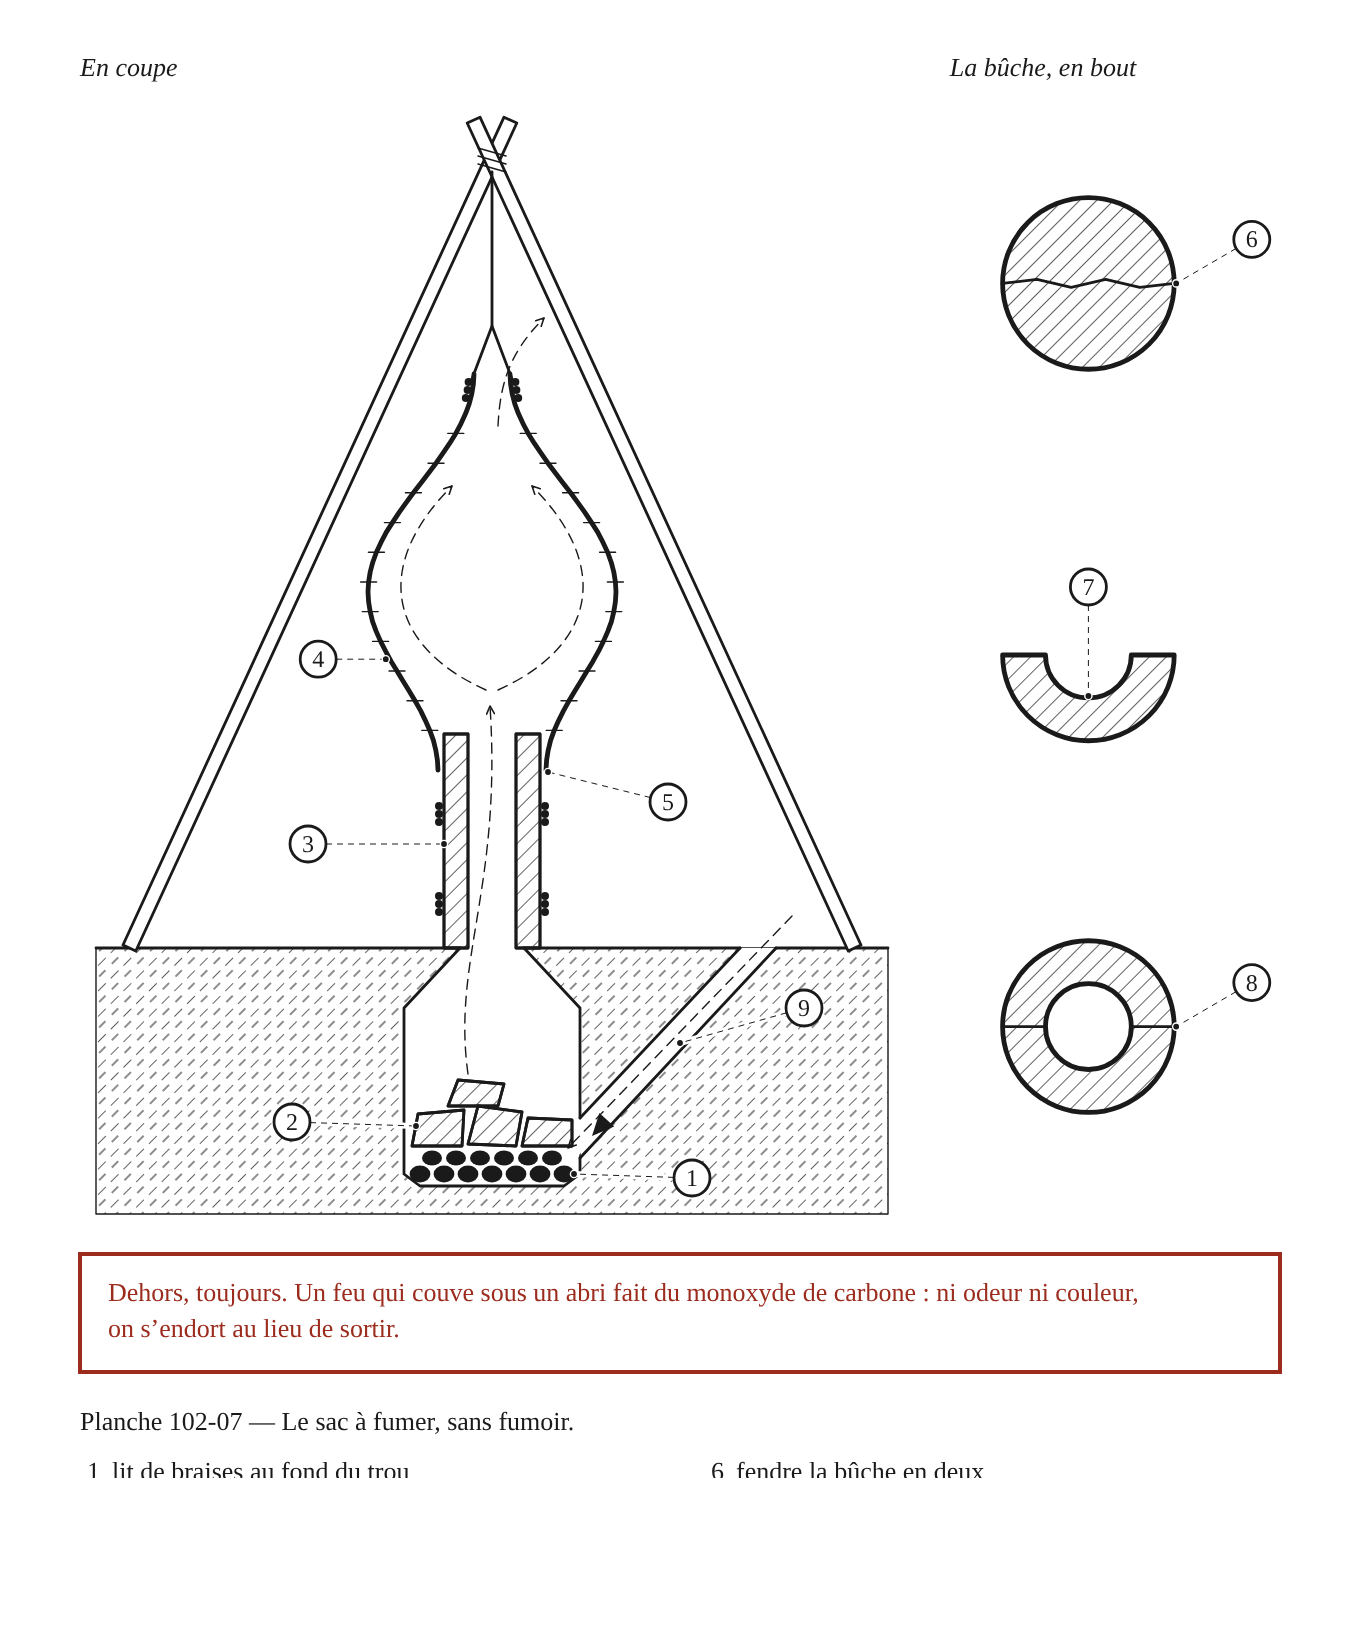 En coupe
La bûche, en bout
6
7
4
5
3
8
9
2
1
Dehors, toujours. Un feu qui couve sous un abri fait du monoxyde de carbone : ni odeur ni couleur,
on s’endort au lieu de sortir.
Planche 102-07 — Le sac à fumer, sans fumoir.
1 lit de braises au fond du trou
6 fendre la bûche en deux